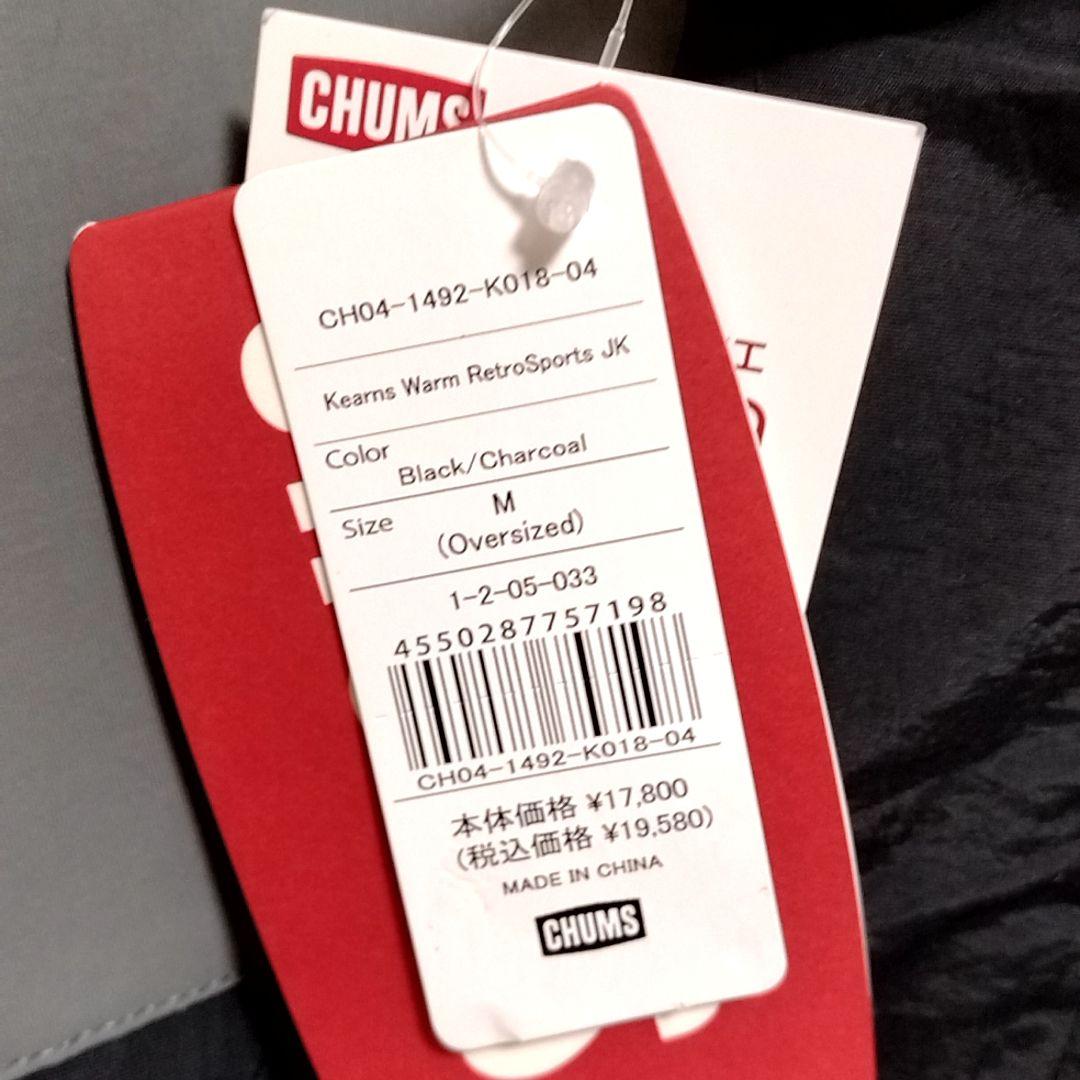 CHUMS
CH04-1492-K018-04
Kearns Warm RetroSports JK
Color
Black/Charcoal
Size
M
(Oversized)
1-2-05-033
4550287757198
CH04-1492-K018-04
本体価格 ¥17,800
(税込価格 ¥19,580)
MADE IN CHINA
CHUMS